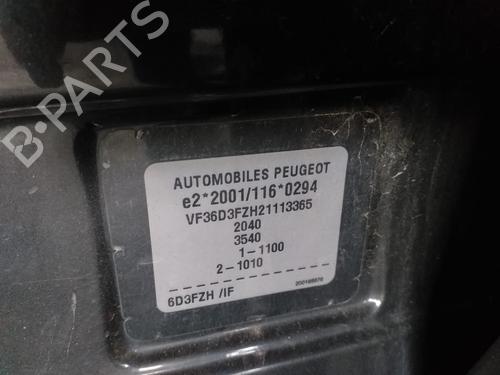 B-PARTS
AUTOMOBILES PEUGEOT
e2*2001/116*0294
VF36D3FZH21113365
2040
3540
1-1100
2-1010
6D3FZH /IF